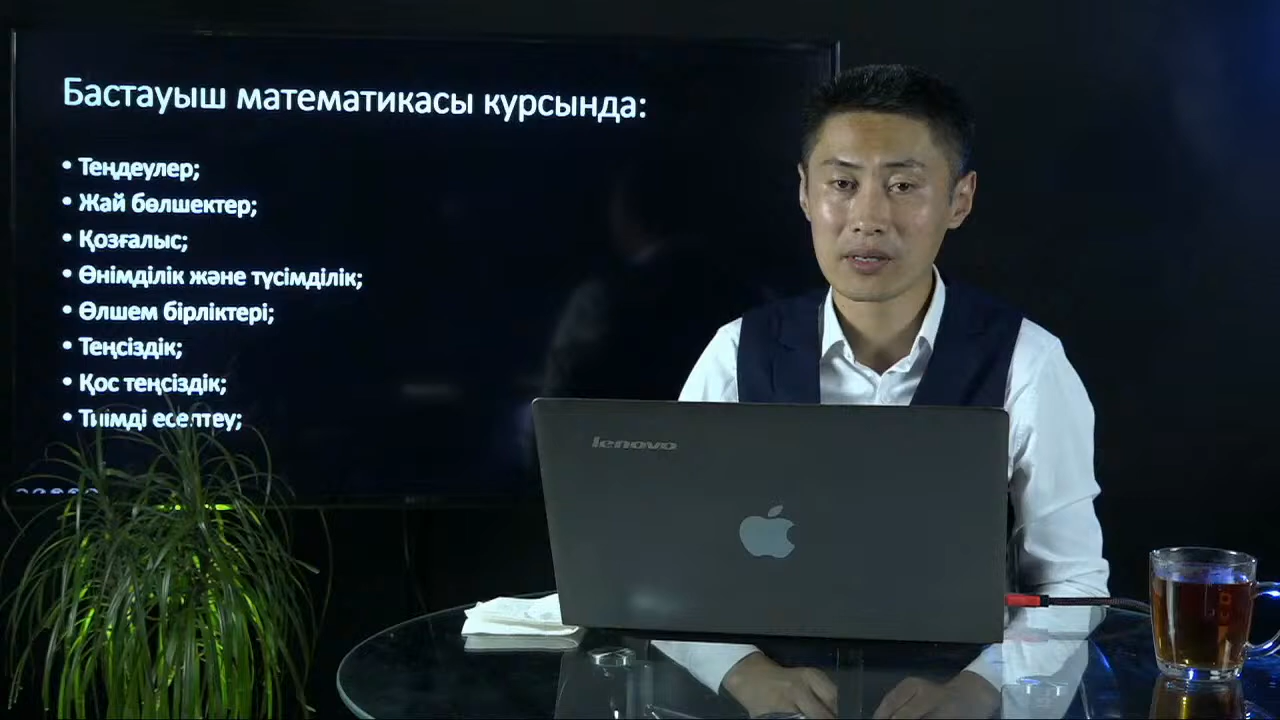 Бастауыш математикасы курсында:
• Теңдеулер;
• Жай бөлшектер;
• Қозғалыс;
• Өнімділік және түсімділік;
• Өлшем бірліктері;
• Теңсіздік;
• Қос теңсіздік;
• Тиімді есептеу;
lenovo